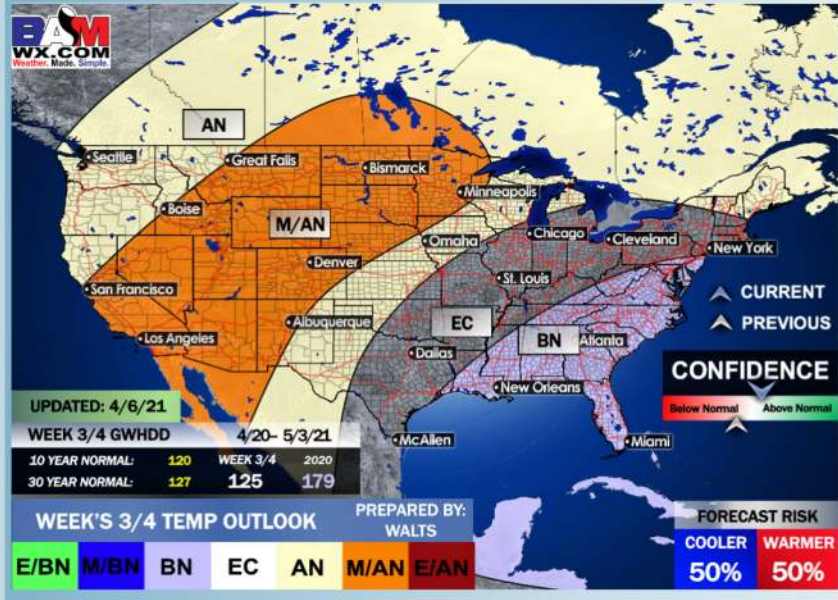 BAM
WX.COM
Weather. Made. Simple.
AN
Seattle
Great Falls
Bismarck
Minneapolis
Boise
M/AN
Omaha
Chicago
Cleveland
New York
Denver
St. Louis
San Francisco
CURRENT
PREVIOUS
Albuquerque
EC
Los Angeles
BN
Atlanta
Dallas
New Orleans
CONFIDENCE
Below Normal
Above Normal
McAllen
Miami
UPDATED: 4/6/21
WEEK 3/4 GWHDD 4/20– 5/3/21
10 YEAR NORMAL: 120 WEEK 3/4 2020
30 YEAR NORMAL: 127 125 179
WEEK'S 3/4 TEMP OUTLOOK
PREPARED BY:
WALTS
FORECAST RISK
COOLER WARMER
50% 50%
E/BN M/BN BN EC AN M/AN E/AN